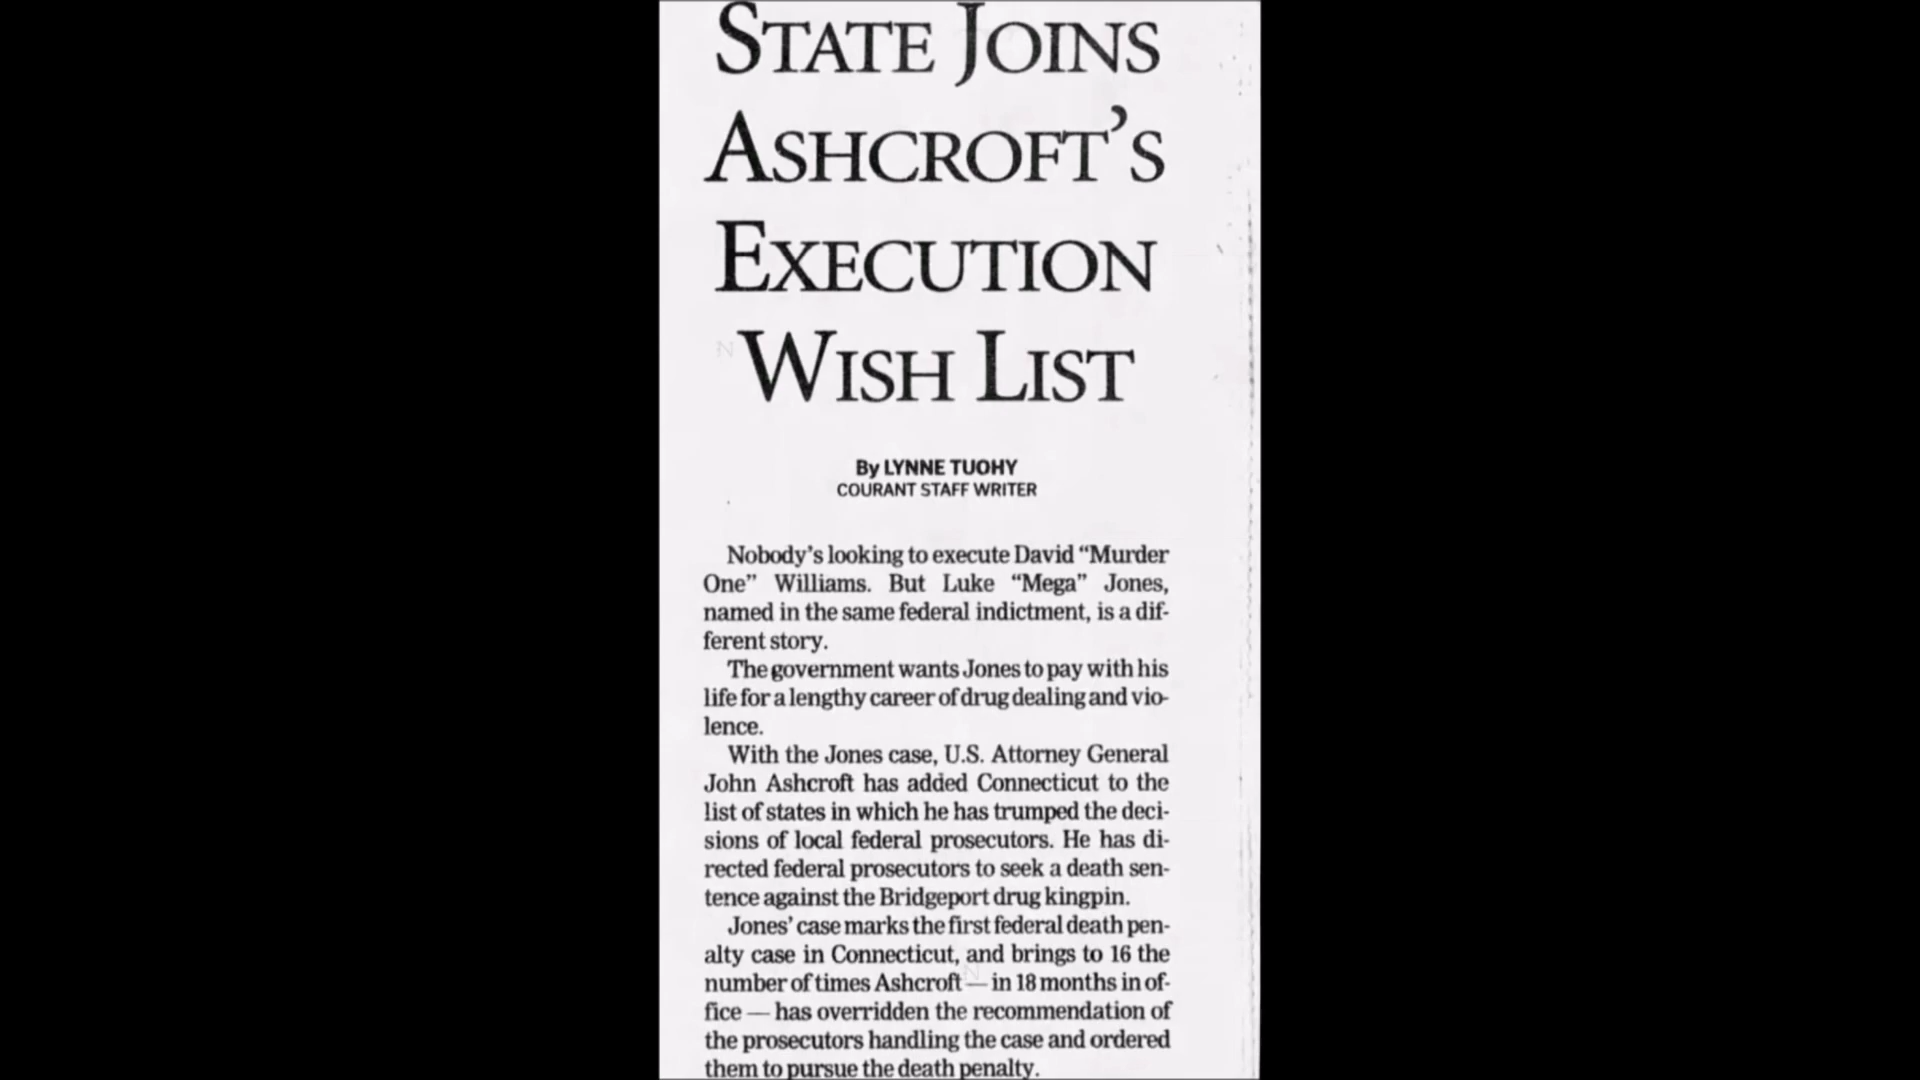 STATE JOINS
ASHCROFT'S
EXECUTION
WISH LIST
By LYNNE TUOHY
COURANT STAFF WRITER
Nobody's looking to execute David “Murder
One” Williams. But Luke “Mega” Jones,
named in the same federal indictment, is a dif-
ferent story.
The government wants Jones to pay with his
life for a lengthy career of drug dealing and vio-
lence.
With the Jones case, U.S. Attorney General
John Ashcroft has added Connecticut to the
list of states in which he has trumped the deci-
sions of local federal prosecutors. He has di-
rected federal prosecutors to seek a death sen-
tence against the Bridgeport drug kingpin.
Jones' case marks the first federal death pen-
alty case in Connecticut, and brings to 16 the
number of times Ashcroft — in 18 months in of-
fice — has overridden the recommendation of
the prosecutors handling the case and ordered
them to pursue the death penalty.